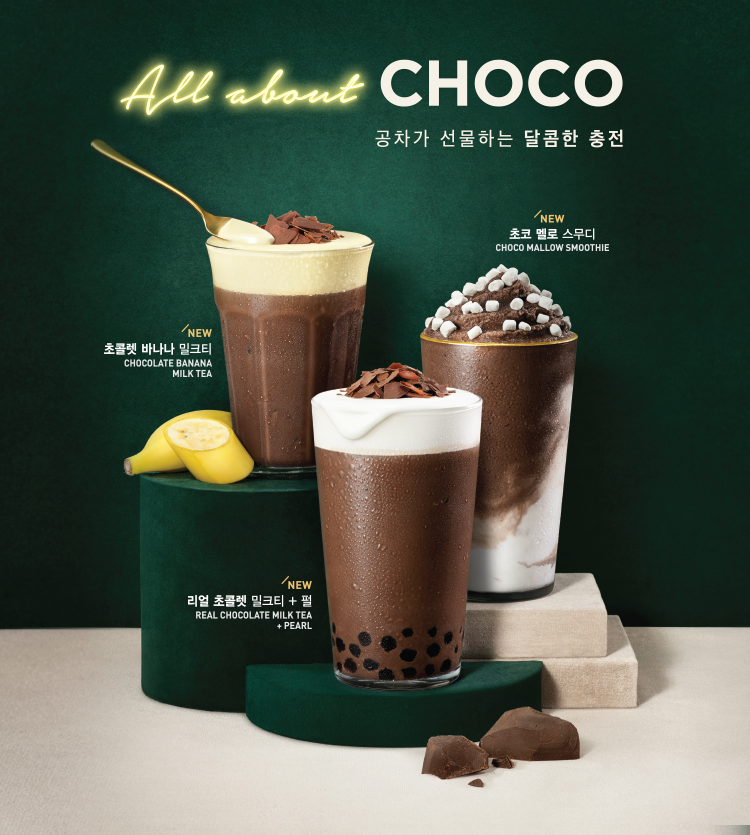 All about CHOCO
공차가 선물하는 달콤한 충전
NEW
초코 멜로 스무디
CHOCO MALLOW SMOOTHIE
NEW
초콜렛 바나나 밀크티
CHOCOLATE BANANA
MILK TEA
NEW
리얼 초콜렛 밀크티 + 펄
REAL CHOCOLATE MILK TEA
+ PEARL